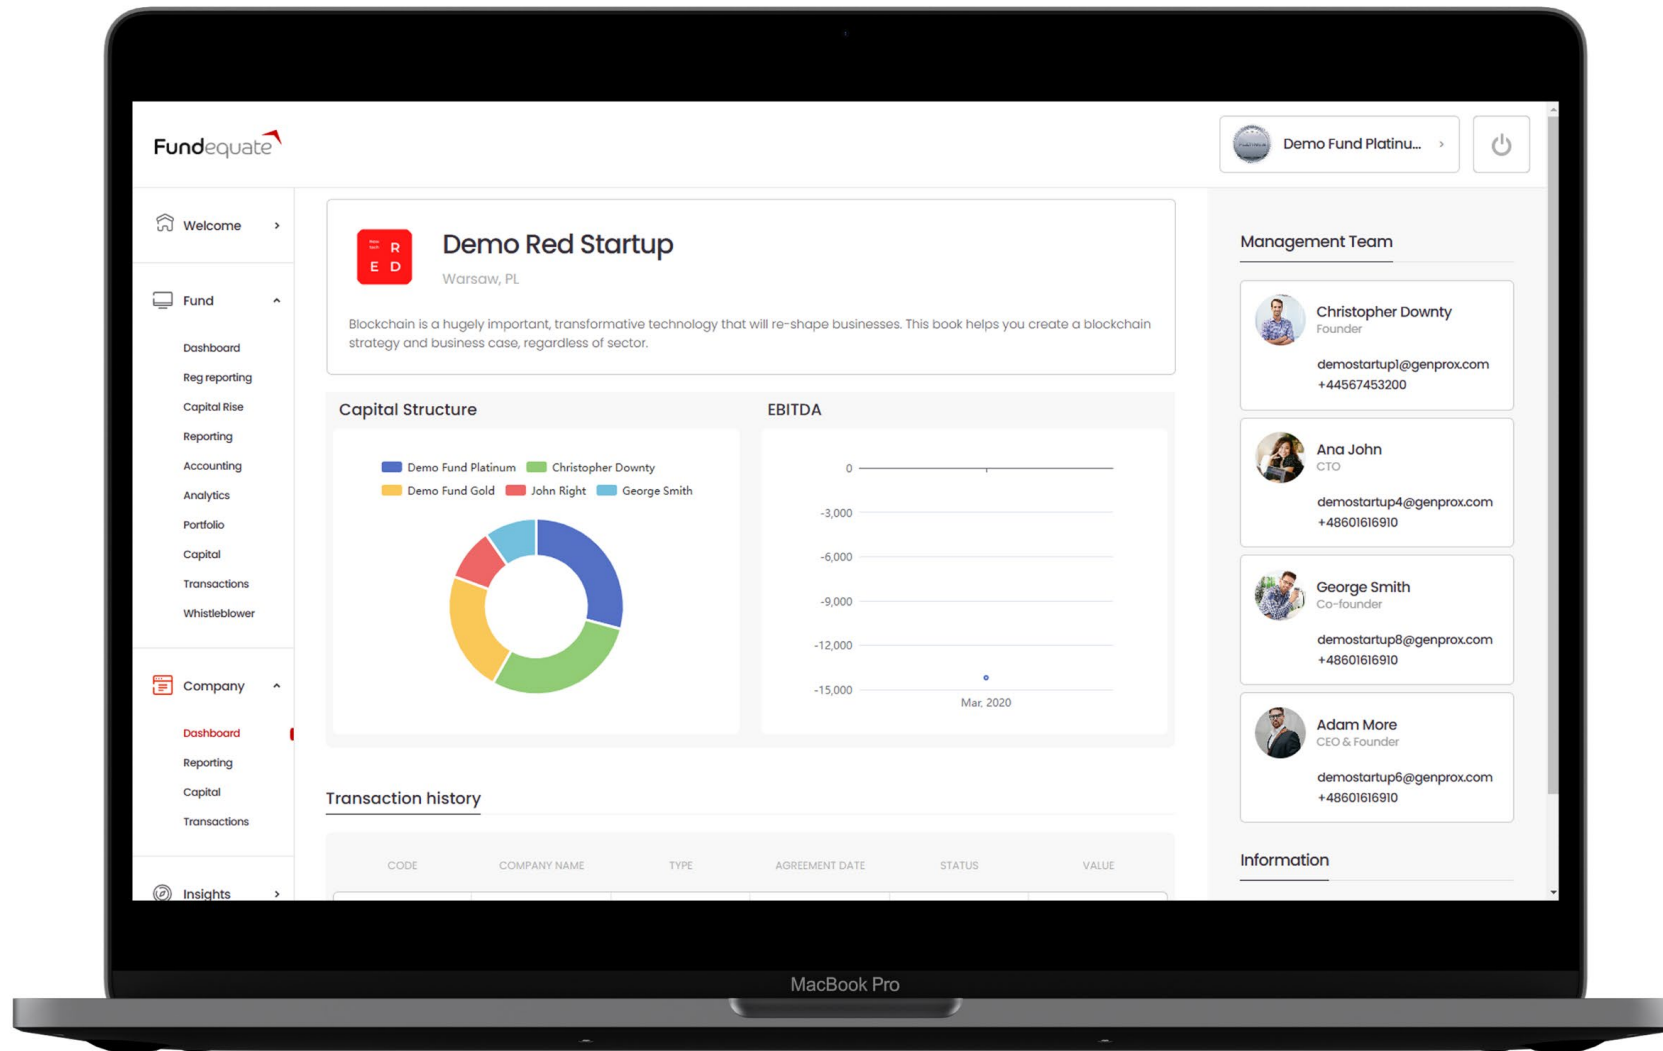 Fundequate
Demo Fund Platinu...
Welcome
Fund
Dashboard
Reg reporting
Capital Rise
Reporting
Accounting
Analytics
Portfolio
Capital
Transactions
Whistleblower
Company
Dashboard
Reporting
Capital
Transactions
Insights
R
E D
Demo Red Startup
Warsaw, PL
Blockchain is a hugely important, transformative technology that will re-shape businesses. This book helps you create a blockchain
strategy and business case, regardless of sector.
Capital Structure
Demo Fund Platinum Christopher Downty
Demo Fund Gold John Right George Smith
EBITDA
0
-3,000
-6,000
-9,000
-12,000
-15,000
Mar, 2020
Transaction history
CODE COMPANY NAME TYPE AGREEMENT DATE STATUS VALUE
Management Team
Christopher Downty
Founder
demostartup1@genprox.com
+44567453200
Ana John
CTO
demostartup4@genprox.com
+48601616910
George Smith
Co-founder
demostartup8@genprox.com
+48601616910
Adam More
CEO & Founder
demostartup6@genprox.com
+48601616910
Information
MacBook Pro